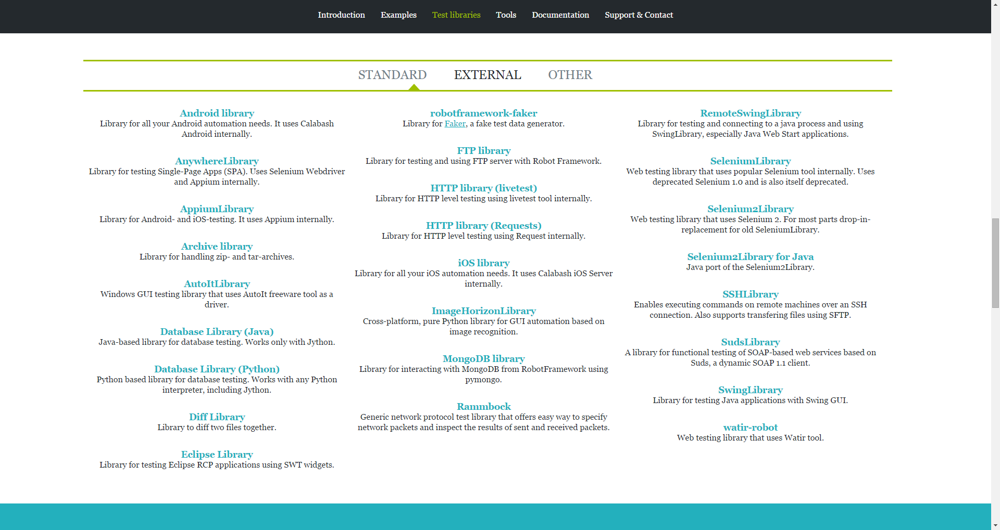 Introduction Examples Test libraries Tools Documentation Support & Contact
STANDARD EXTERNAL OTHER
Android library
Library for all your Android automation needs. It uses Calabash
Android internally.
AnywhereLibrary
Library for testing Single-Page Apps (SPA). Uses Selenium Webdriver
and Appium internally.
AppiumLibrary
Library for Android- and iOS-testing. It uses Appium internally.
Archive library
Library for handling zip- and tar-archives.
AutoItLibrary
Windows GUI testing library that uses AutoIt freeware tool as a
driver.
Database Library (Java)
Java-based library for database testing. Works only with Jython.
Database Library (Python)
Python based library for database testing. Works with any Python
interpreter, including Jython.
Diff Library
Library to diff two files together.
Eclipse Library
Library for testing Eclipse RCP applications using SWT widgets.
robotframework-faker
Library for Faker, a fake test data generator.
FTP library
Library for testing and using FTP server with Robot Framework.
HTTP library (livetest)
Library for HTTP level testing using livetest tool internally.
HTTP library (Requests)
Library for HTTP level testing using Request internally.
iOS library
Library for all your iOS automation needs. It uses Calabash iOS Server
internally.
ImageHorizonLibrary
Cross-platform, pure Python library for GUI automation based on
image recognition.
MongoDB library
Library for interacting with MongoDB from RobotFramework using
pymongo.
Rammbock
Generic network protocol test library that offers easy way to specify
network packets and inspect the results of sent and received packets.
RemoteSwingLibrary
Library for testing and connecting to a java process and using
SwingLibrary, especially Java Web Start applications.
SeleniumLibrary
Web testing library that uses popular Selenium tool internally. Uses
deprecated Selenium 1.0 and is also itself deprecated.
Selenium2Library
Web testing library that uses Selenium 2. For most parts drop-in-
replacement for old SeleniumLibrary.
Selenium2Library for Java
Java port of the Selenium2Library.
SSHLibrary
Enables executing commands on remote machines over an SSH
connection. Also supports transfering files using SFTP.
SudsLibrary
A library for functional testing of SOAP-based web services based on
Suds, a dynamic SOAP 1.1 client.
SwingLibrary
Library for testing Java applications with Swing GUI.
watir-robot
Web testing library that uses Watir tool.